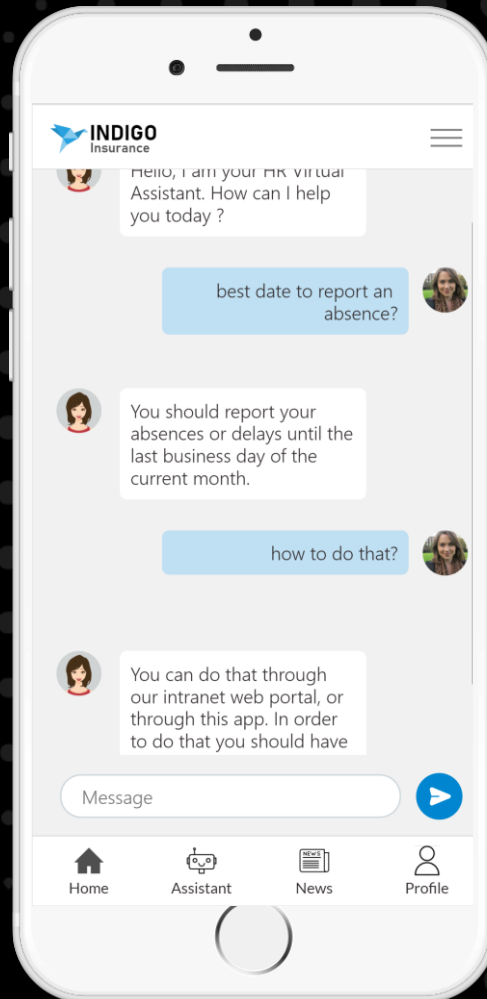 INDIGO
Insurance
Hello, I am your HR Virtual
Assistant. How can I help
you today ?
best date to report an
absence?
You should report your
absences or delays until the
last business day of the
current month.
how to do that?
You can do that through
our intranet web portal, or
through this app. In order
to do that you should have
Message
Home
Assistant
NEWS
News
Profile